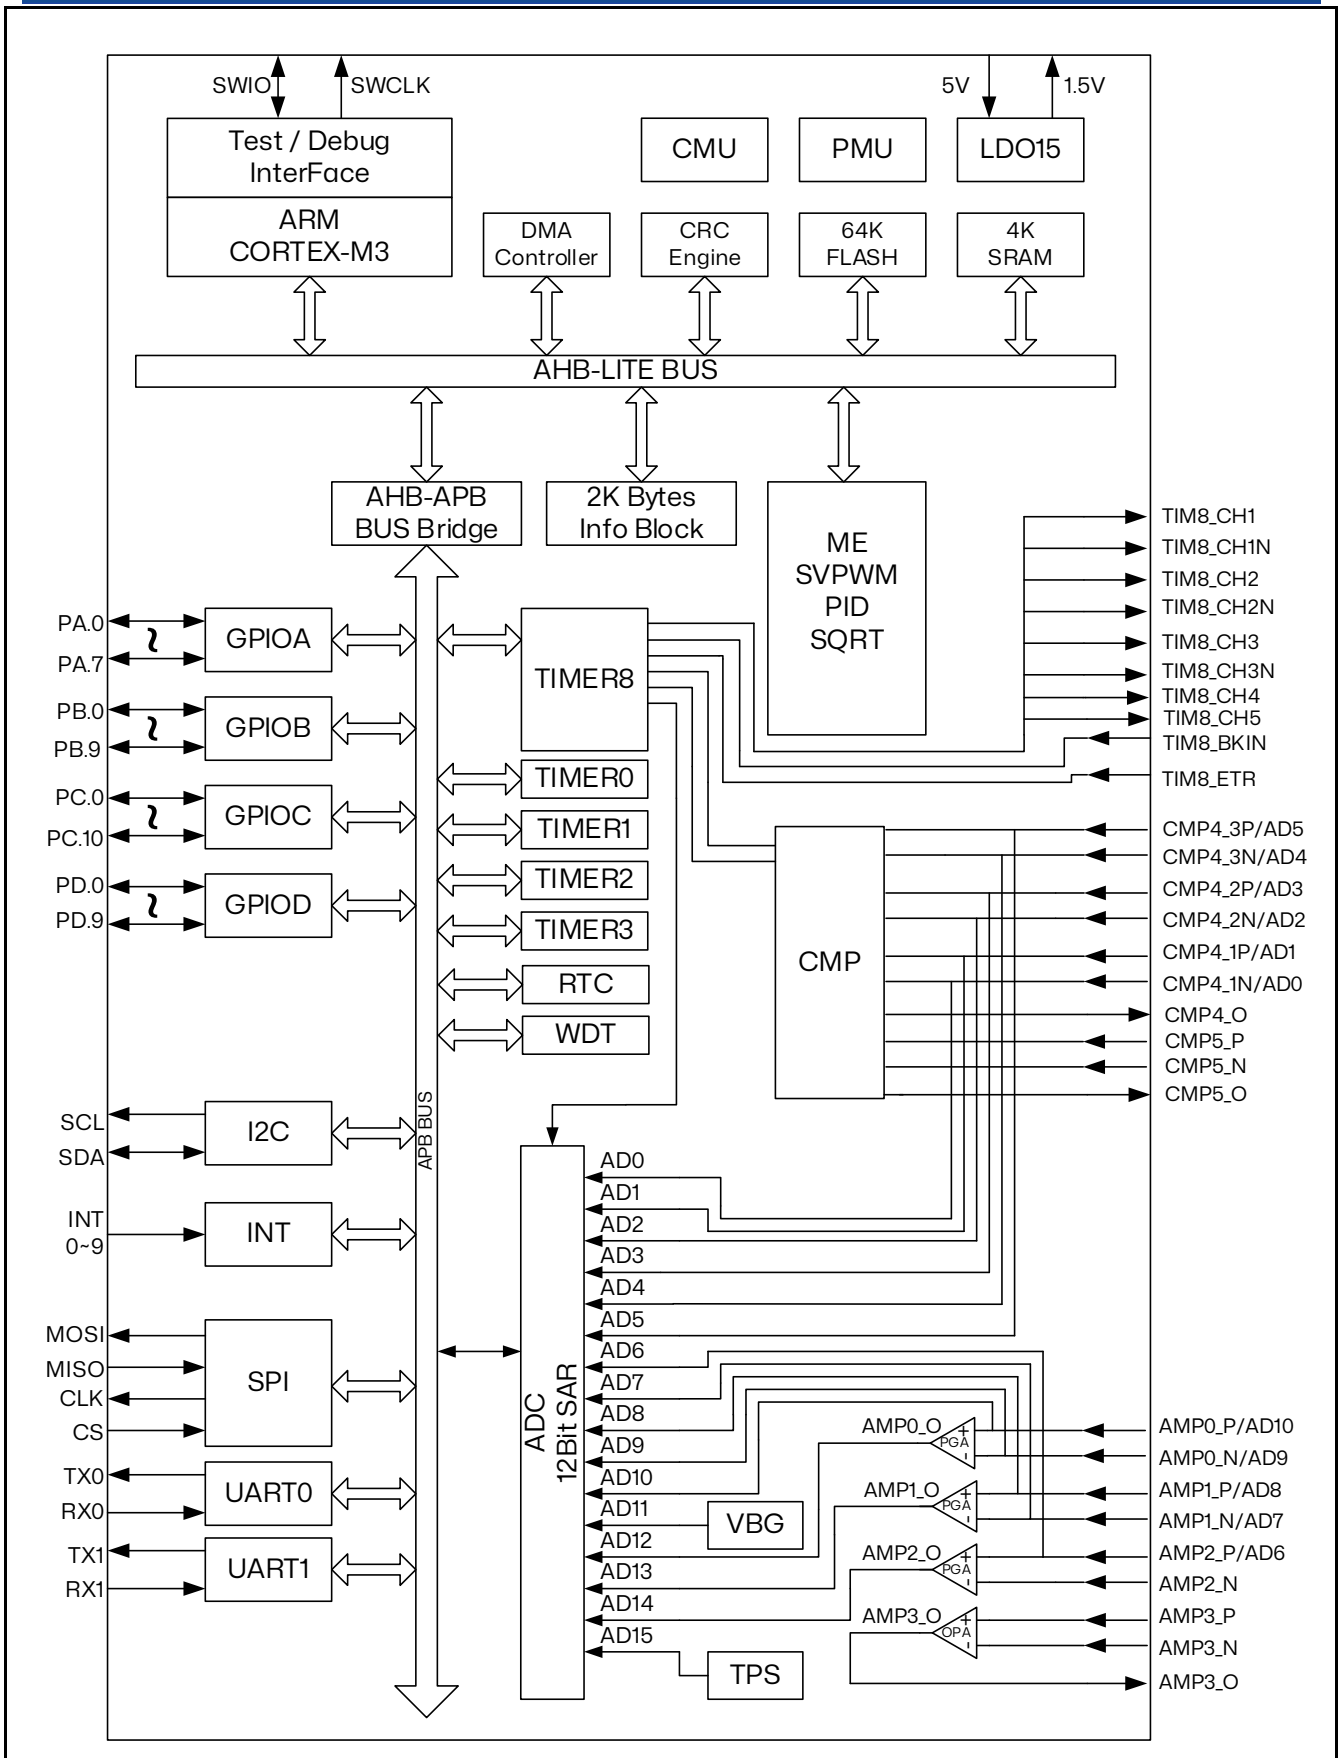 SWIO
SWCLK
5V
1.5V
Test / Debug
InterFace
ARM
CORTEX-M3
CMU
PMU
LDO15
DMA
Controller
CRC
Engine
64K
FLASH
4K
SRAM
AHB-LITE BUS
AHB-APB
BUS Bridge
2K Bytes
Info Block
ME
SVPWM
PID
SQRT
PA.0
PA.7
GPIOA
PB.0
PB.9
GPIOB
PC.0
PC.10
GPIOC
PD.0
PD.9
GPIOD
SCL
SDA
I2C
INT
0~9
INT
MOSI
MISO
CLK
CS
SPI
TX0
RX0
UART0
TX1
RX1
UART1
APB BUS
TIMER8
TIMER0
TIMER1
TIMER2
TIMER3
RTC
WDT
TIM8_CH1
TIM8_CH1N
TIM8_CH2
TIM8_CH2N
TIM8_CH3
TIM8_CH3N
TIM8_CH4
TIM8_CH5
TIM8_BKIN
TIM8_ETR
CMP
CMP4_3P/AD5
CMP4_3N/AD4
CMP4_2P/AD3
CMP4_2N/AD2
CMP4_1P/AD1
CMP4_1N/AD0
CMP4_O
CMP5_P
CMP5_N
CMP5_O
ADC
12Bit SAR
AD0
AD1
AD2
AD3
AD4
AD5
AD6
AD7
AD8
AD9
AD10
AD11
AD12
AD13
AD14
AD15
VBG
TPS
AMP0_O
+
PGA
-
AMP1_O
+
PGA
-
AMP2_O
+
PGA
-
AMP3_O
+
OPA
-
AMP0_P/AD10
AMP0_N/AD9
AMP1_P/AD8
AMP1_N/AD7
AMP2_P/AD6
AMP2_N
AMP3_P
AMP3_N
AMP3_O